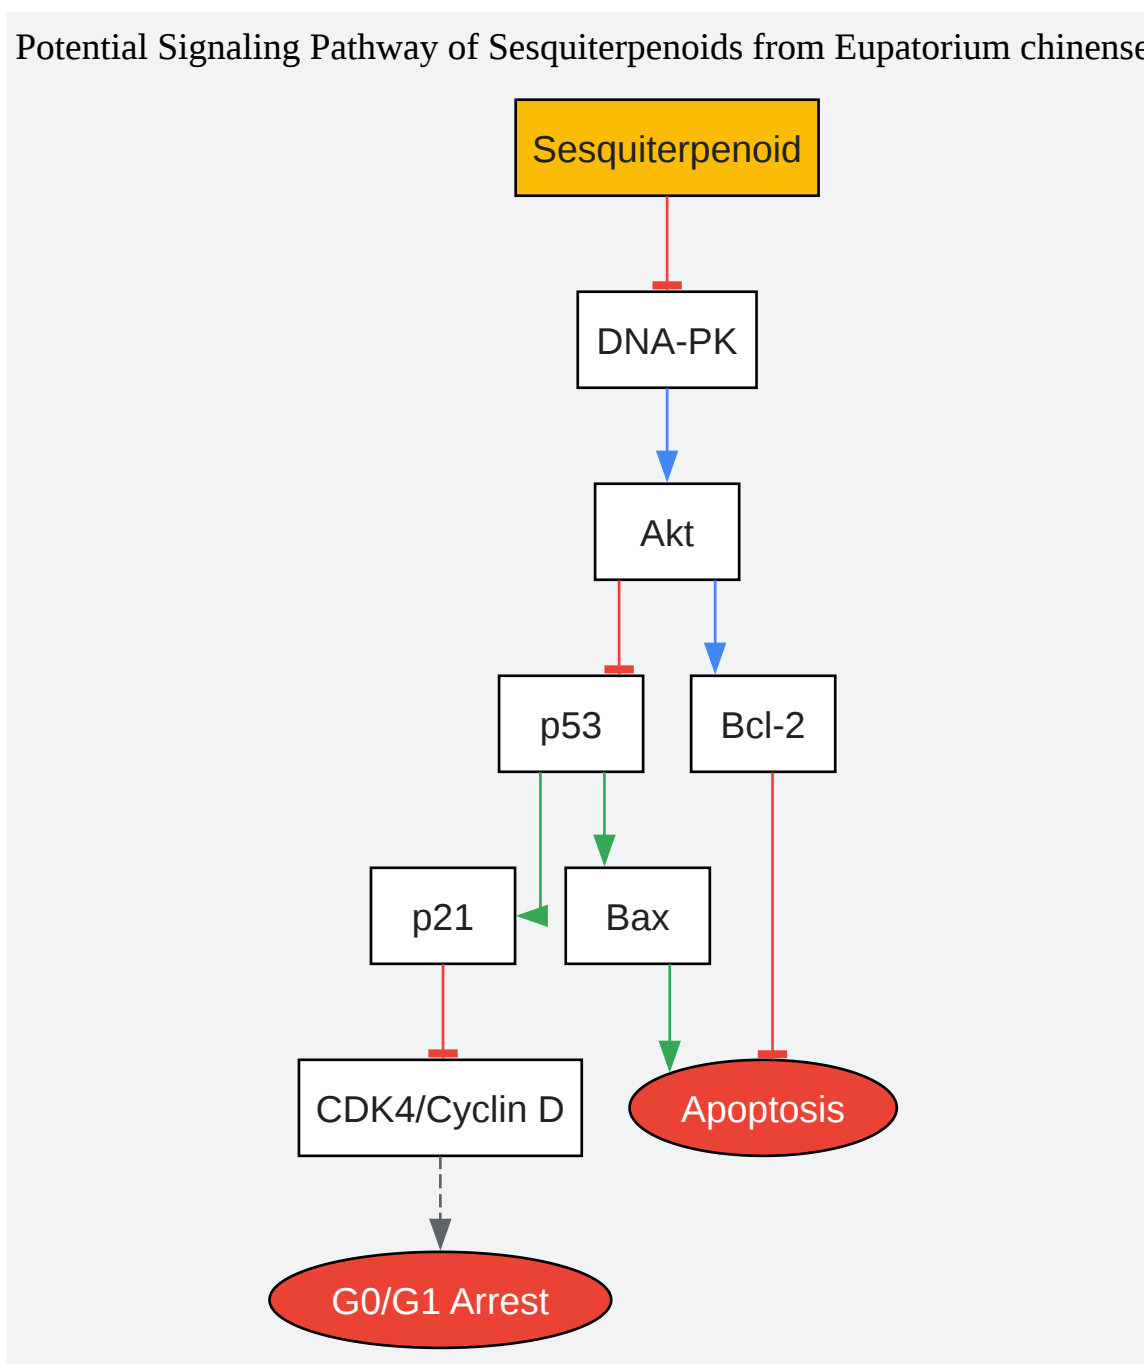 Potential Signaling Pathway of Sesquiterpenoids from Eupatorium chinense
Sesquiterpenoid
DNA-PK
Akt
p53
Bcl-2
p21
Bax
CDK4/Cyclin D
Apoptosis
G0/G1 Arrest